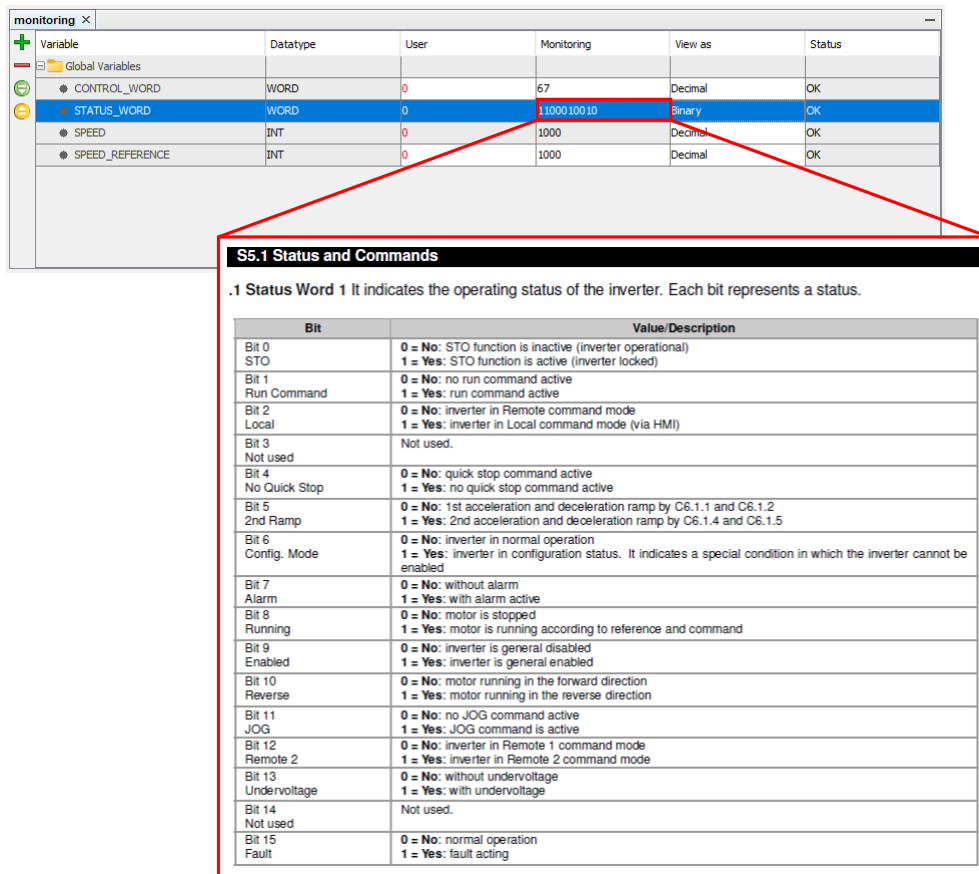 monitoring ×
Variable Datatype User Monitoring View as Status
Global Variables
CONTROL_WORD WORD 0 67 Decimal OK
STATUS_WORD WORD 0 1100010010 Binary OK
SPEED INT 0 1000 Decimal OK
SPEED_REFERENCE INT 0 1000 Decimal OK
S5.1 Status and Commands
.1 Status Word 1 It indicates the operating status of the inverter. Each bit represents a status.
Bit Value/Description
Bit 0 0 = No: STO function is inactive (inverter operational)
STO 1 = Yes: STO function is active (inverter locked)
Bit 1 0 = No: no run command active
Run Command 1 = Yes: run command active
Bit 2 0 = No: inverter in Remote command mode
Local 1 = Yes: inverter in Local command mode (via HMI)
Bit 3 Not used.
Not used
Bit 4 0 = No: quick stop command active
No Quick Stop 1 = Yes: no quick stop command active
Bit 5 0 = No: 1st acceleration and deceleration ramp by C6.1.1 and C6.1.2
2nd Ramp 1 = Yes: 2nd acceleration and deceleration ramp by C6.1.4 and C6.1.5
Bit 6 0 = No: inverter in normal operation
Config. Mode 1 = Yes: inverter in configuration status. It indicates a special condition in which the inverter cannot be
enabled
Bit 7 0 = No: without alarm
Alarm 1 = Yes: with alarm active
Bit 8 0 = No: motor is stopped
Running 1 = Yes: motor is running according to reference and command
Bit 9 0 = No: inverter is general disabled
Enabled 1 = Yes: inverter is general enabled
Bit 10 0 = No: motor running in the forward direction
Reverse 1 = Yes: motor running in the reverse direction
Bit 11 0 = No: no JOG command active
JOG 1 = Yes: JOG command is active
Bit 12 0 = No: inverter in Remote 1 command mode
Remote 2 1 = Yes: inverter in Remote 2 command mode
Bit 13 0 = No: without undervoltage
Undervoltage 1 = Yes: with undervoltage
Bit 14 Not used.
Not used
Bit 15 0 = No: normal operation
Fault 1 = Yes: fault acting